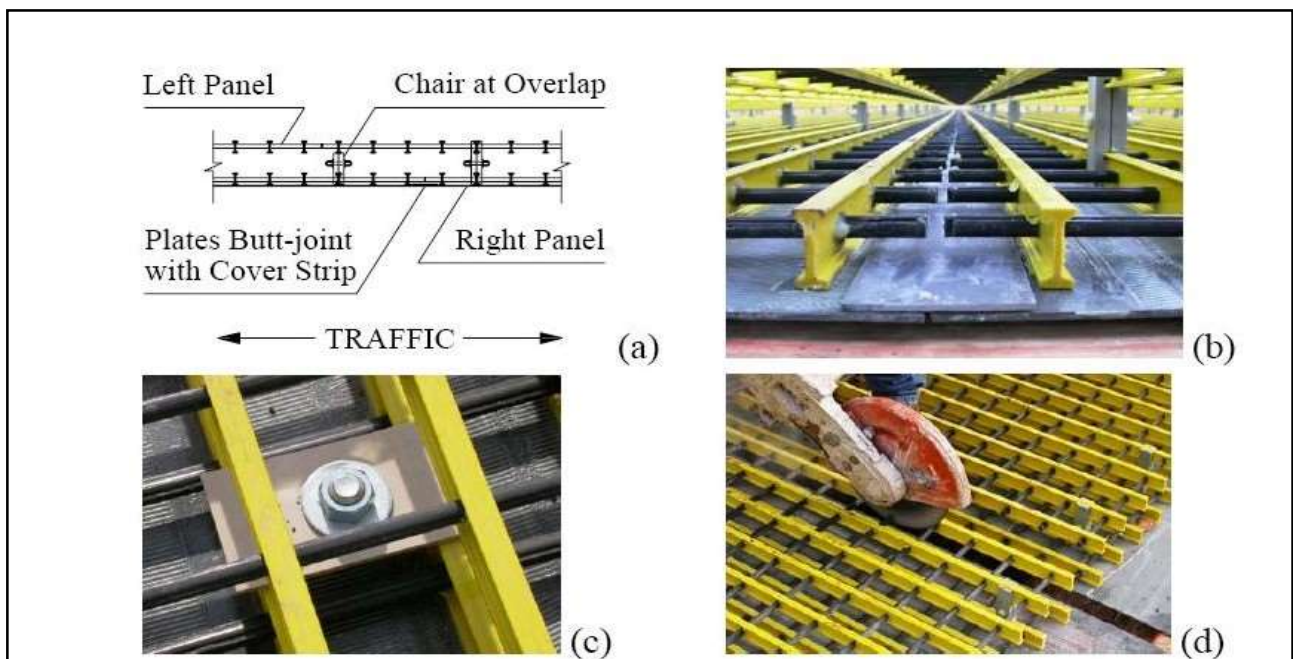 Left Panel
Chair at Overlap
Plates Butt-joint
with Cover Strip
Right Panel
TRAFFIC
(a)
(b)
(c)
(d)